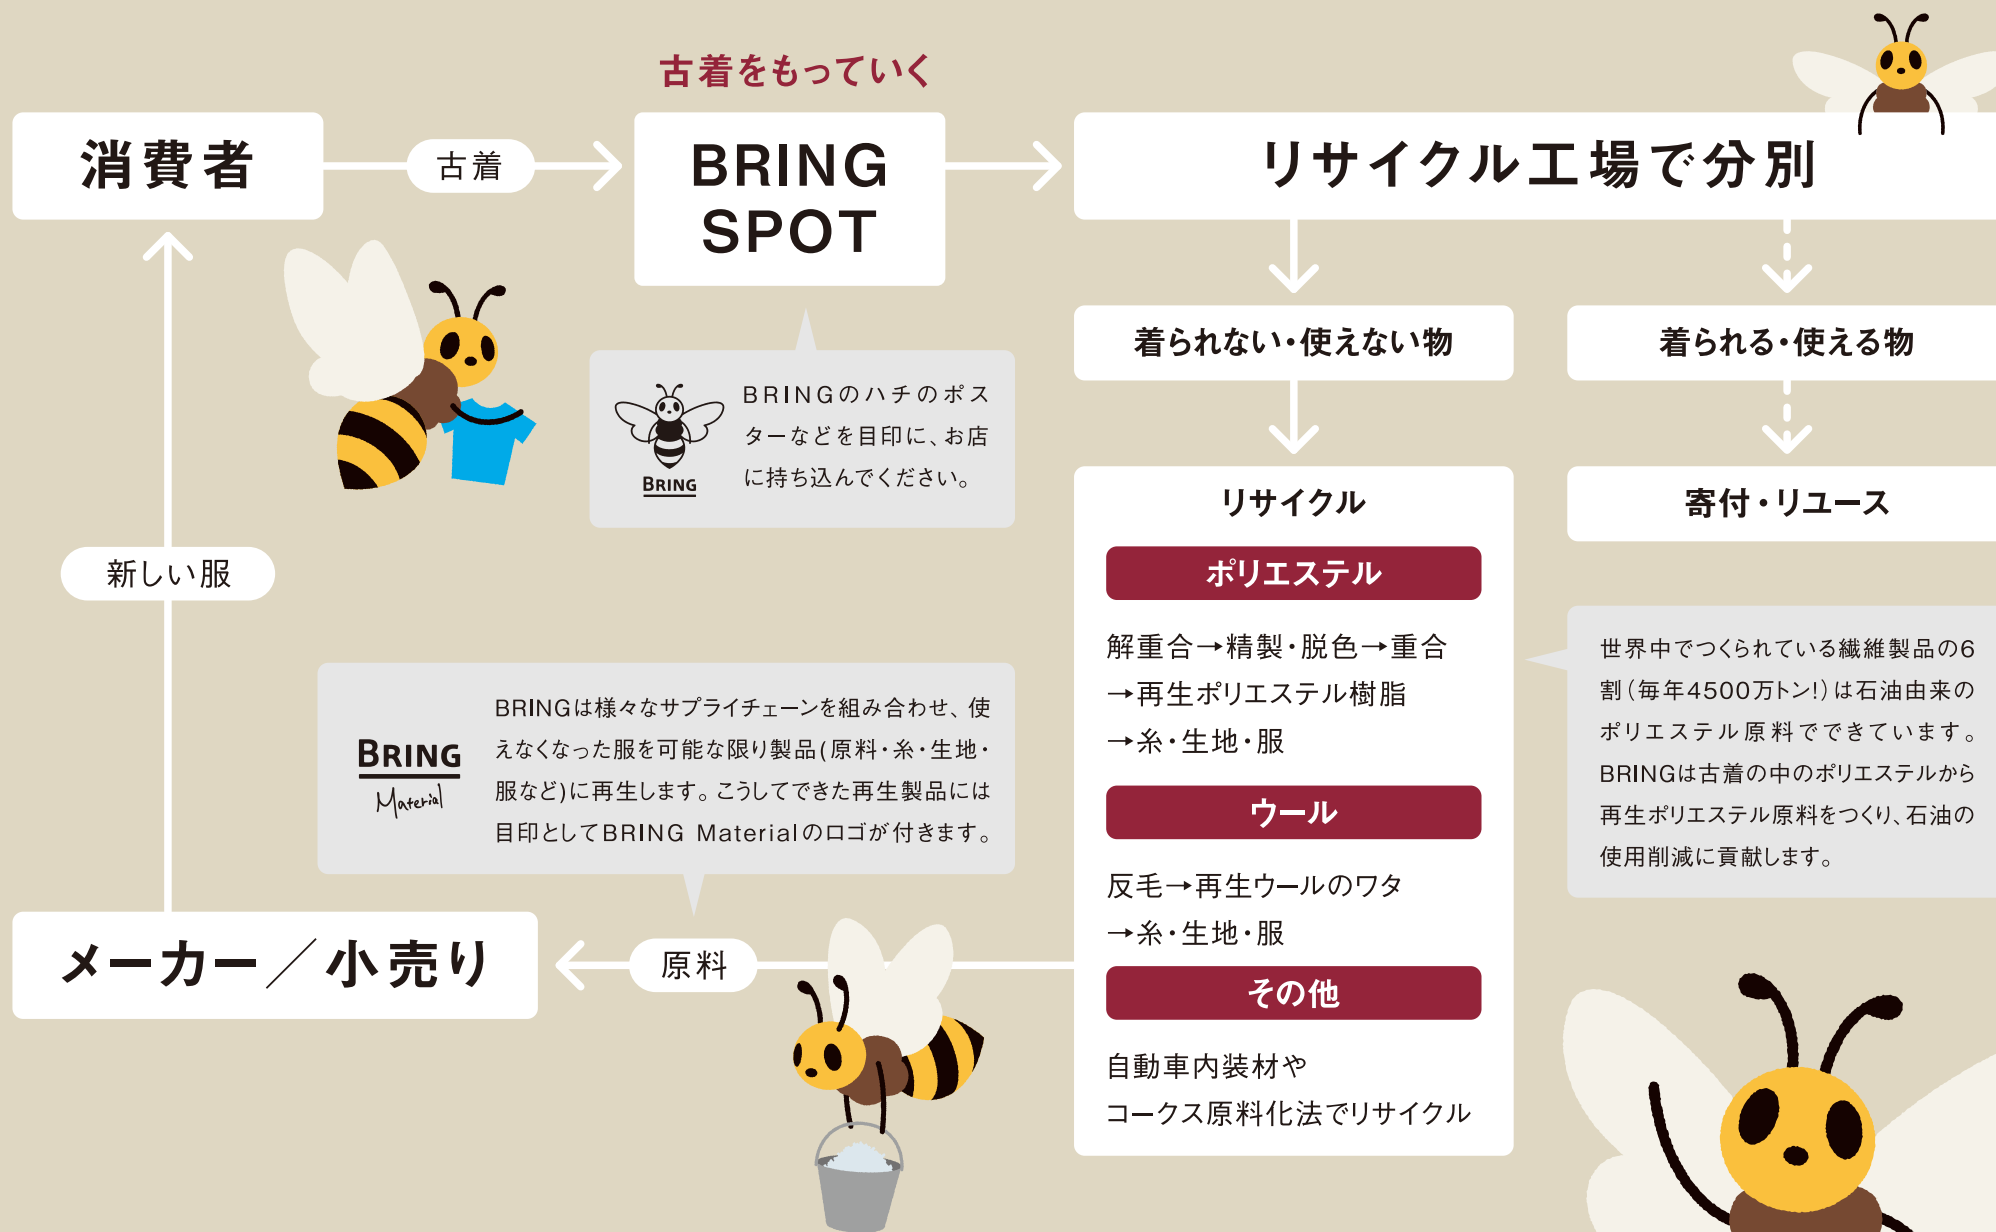 古着をもっていく
消費者
古着
BRING
SPOT
リサイクル工場で分別
着られない・使えない物
着られる・使える物
BRINGのハチのポス
ターなどを目印に、お店
に持ち込んでください。
BRING
リサイクル
ポリエステル
解重合→精製・脱色→重合
→再生ポリエステル樹脂
→糸・生地・服
ウール
反毛→再生ウールのワタ
→糸・生地・服
その他
自動車内装材や
コークス原料化法でリサイクル
寄付・リユース
世界中でつくられている繊維製品の6
割(毎年4500万トン!)は石油由来の
ポリエステル原料でできています。
BRINGは古着の中のポリエステルから
再生ポリエステル原料をつくり、石油の
使用削減に貢献します。
新しい服
BRING
Material
BRINGは様々なサプライチェーンを組み合わせ、使
えなくなった服を可能な限り製品(原料・糸・生地・
服など)に再生します。こうしてできた再生製品には
目印としてBRING Materialのロゴが付きます。
メーカー／小売り
原料